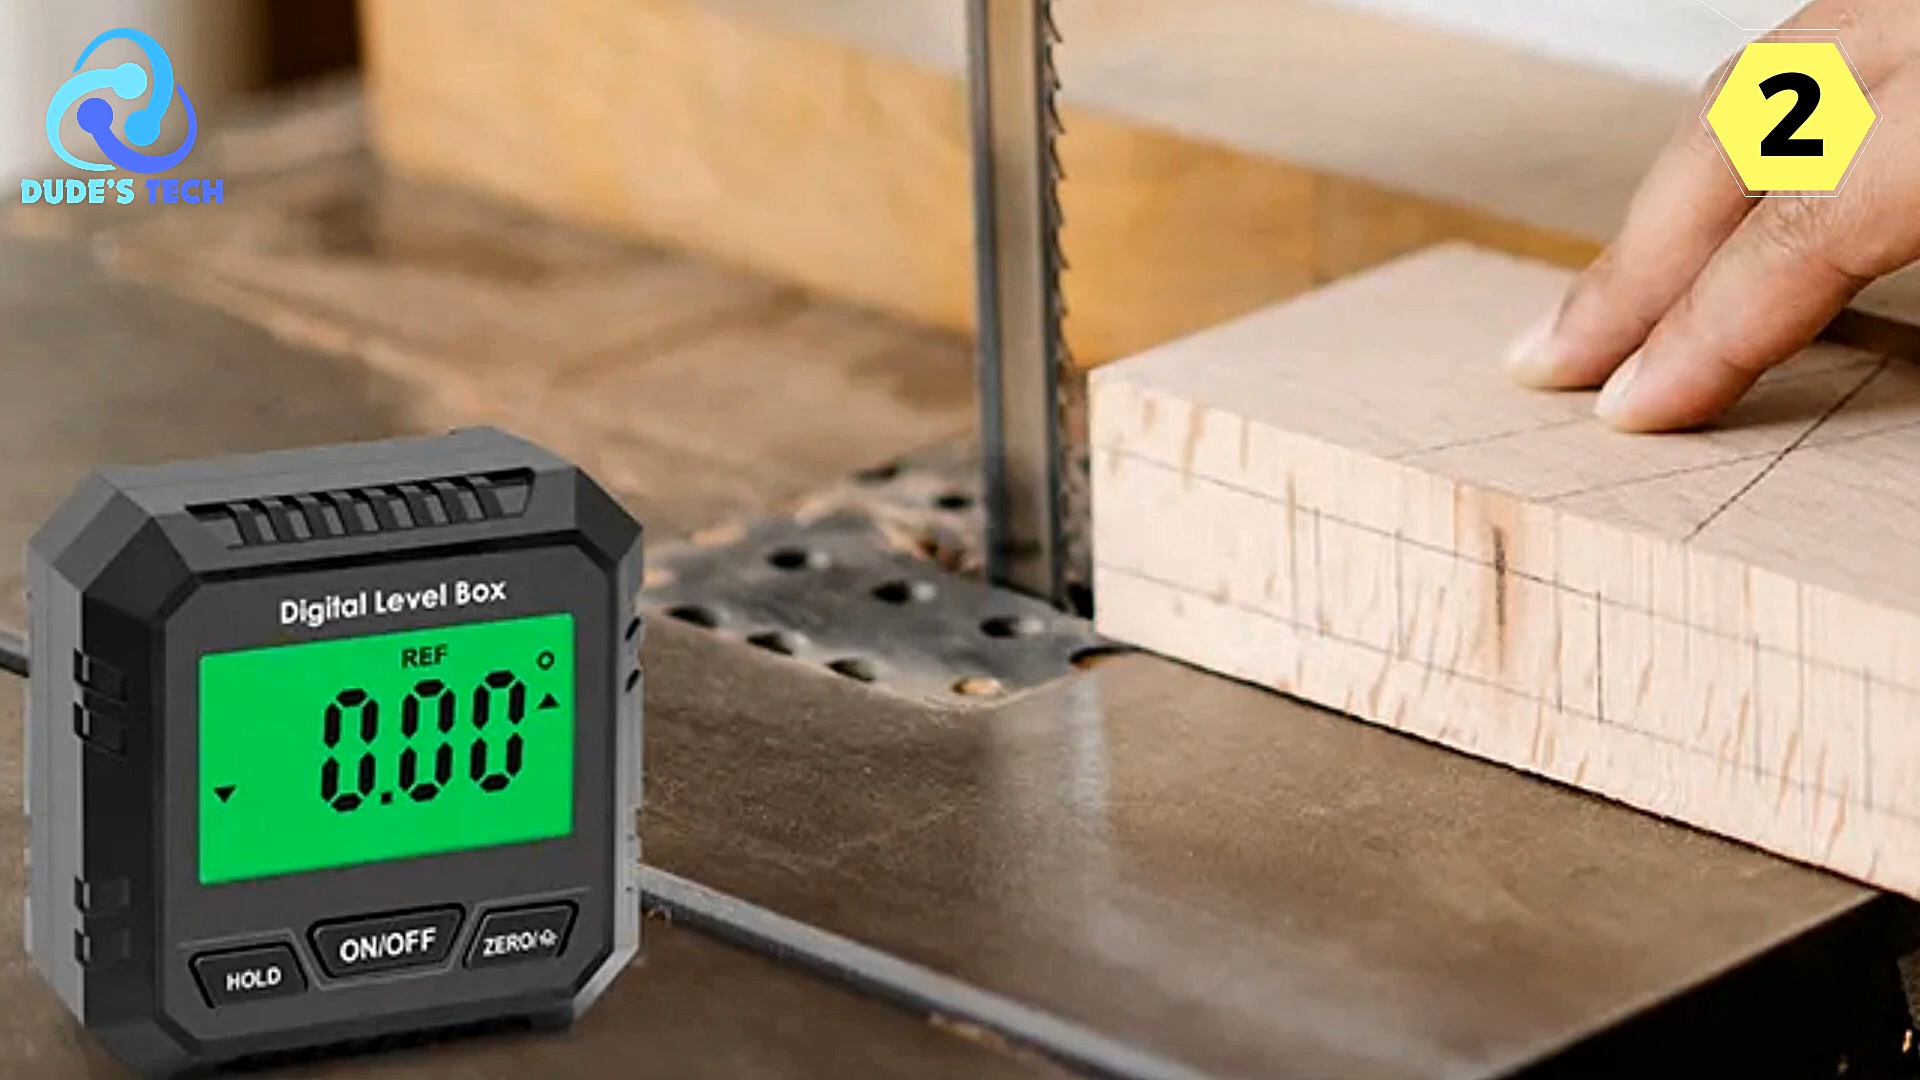 DUDE'S TECH
2
Digital Level Box
REF
0.00°
HOLD
ON/OFF
ZERO/